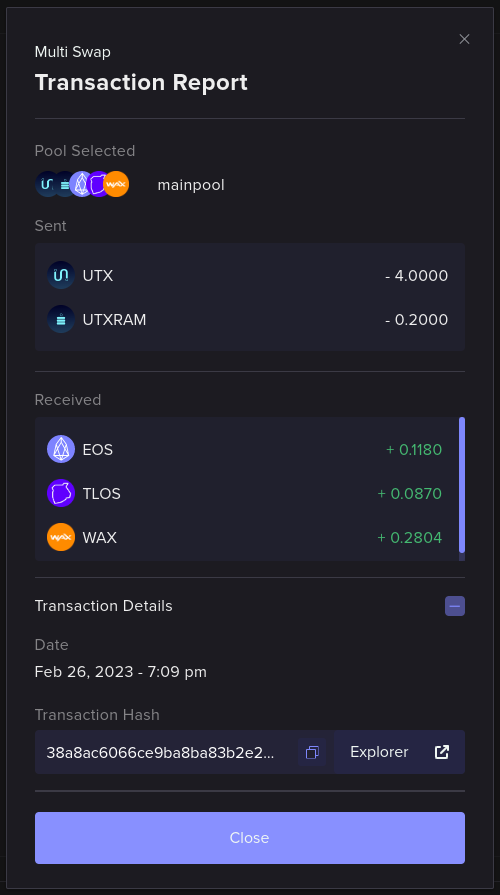 Multi Swap
Transaction Report
Pool Selected
mainpool
Sent
UTX - 4.0000
UTXRAM - 0.2000
Received
EOS + 0.1180
TLOS + 0.0870
WAX + 0.2804
Transaction Details
Date
Feb 26, 2023 - 7:09 pm
Transaction Hash
38a8ac6066ce9ba8ba83b2e2... Explorer
Close